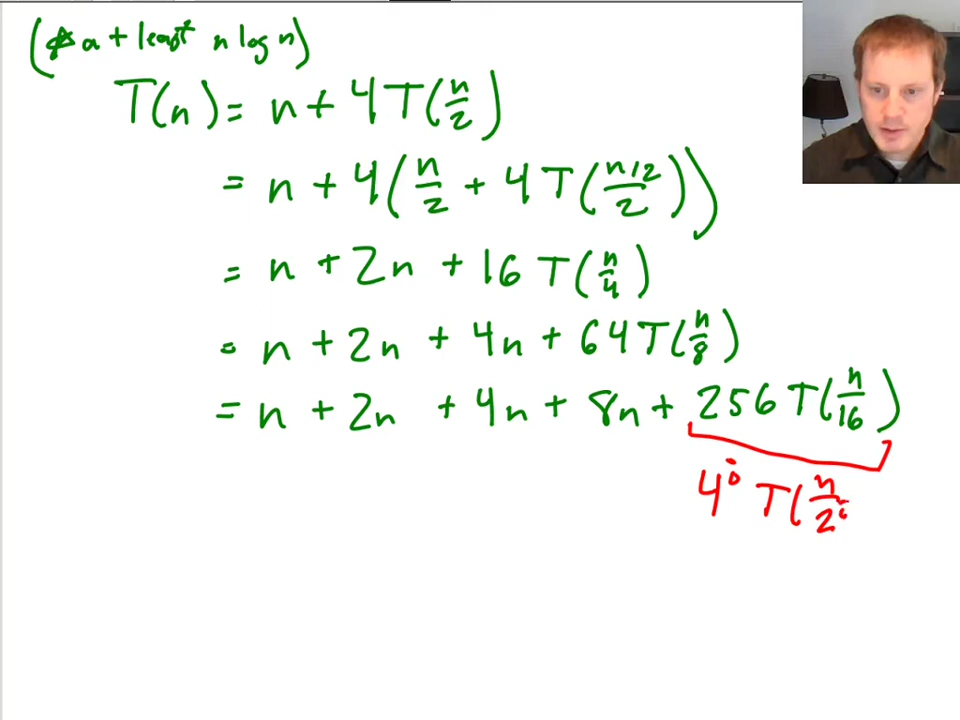 (a + least n log n)
T(n) = n + 4T(n/2)
= n + 4(n/2 + 4T((n/2)/2))
= n + 2n + 16T(n/4)
= n + 2n + 4n + 64T(n/8)
= n + 2n + 4n + 8n + 256T(n/16)
4^i T(n/2^i